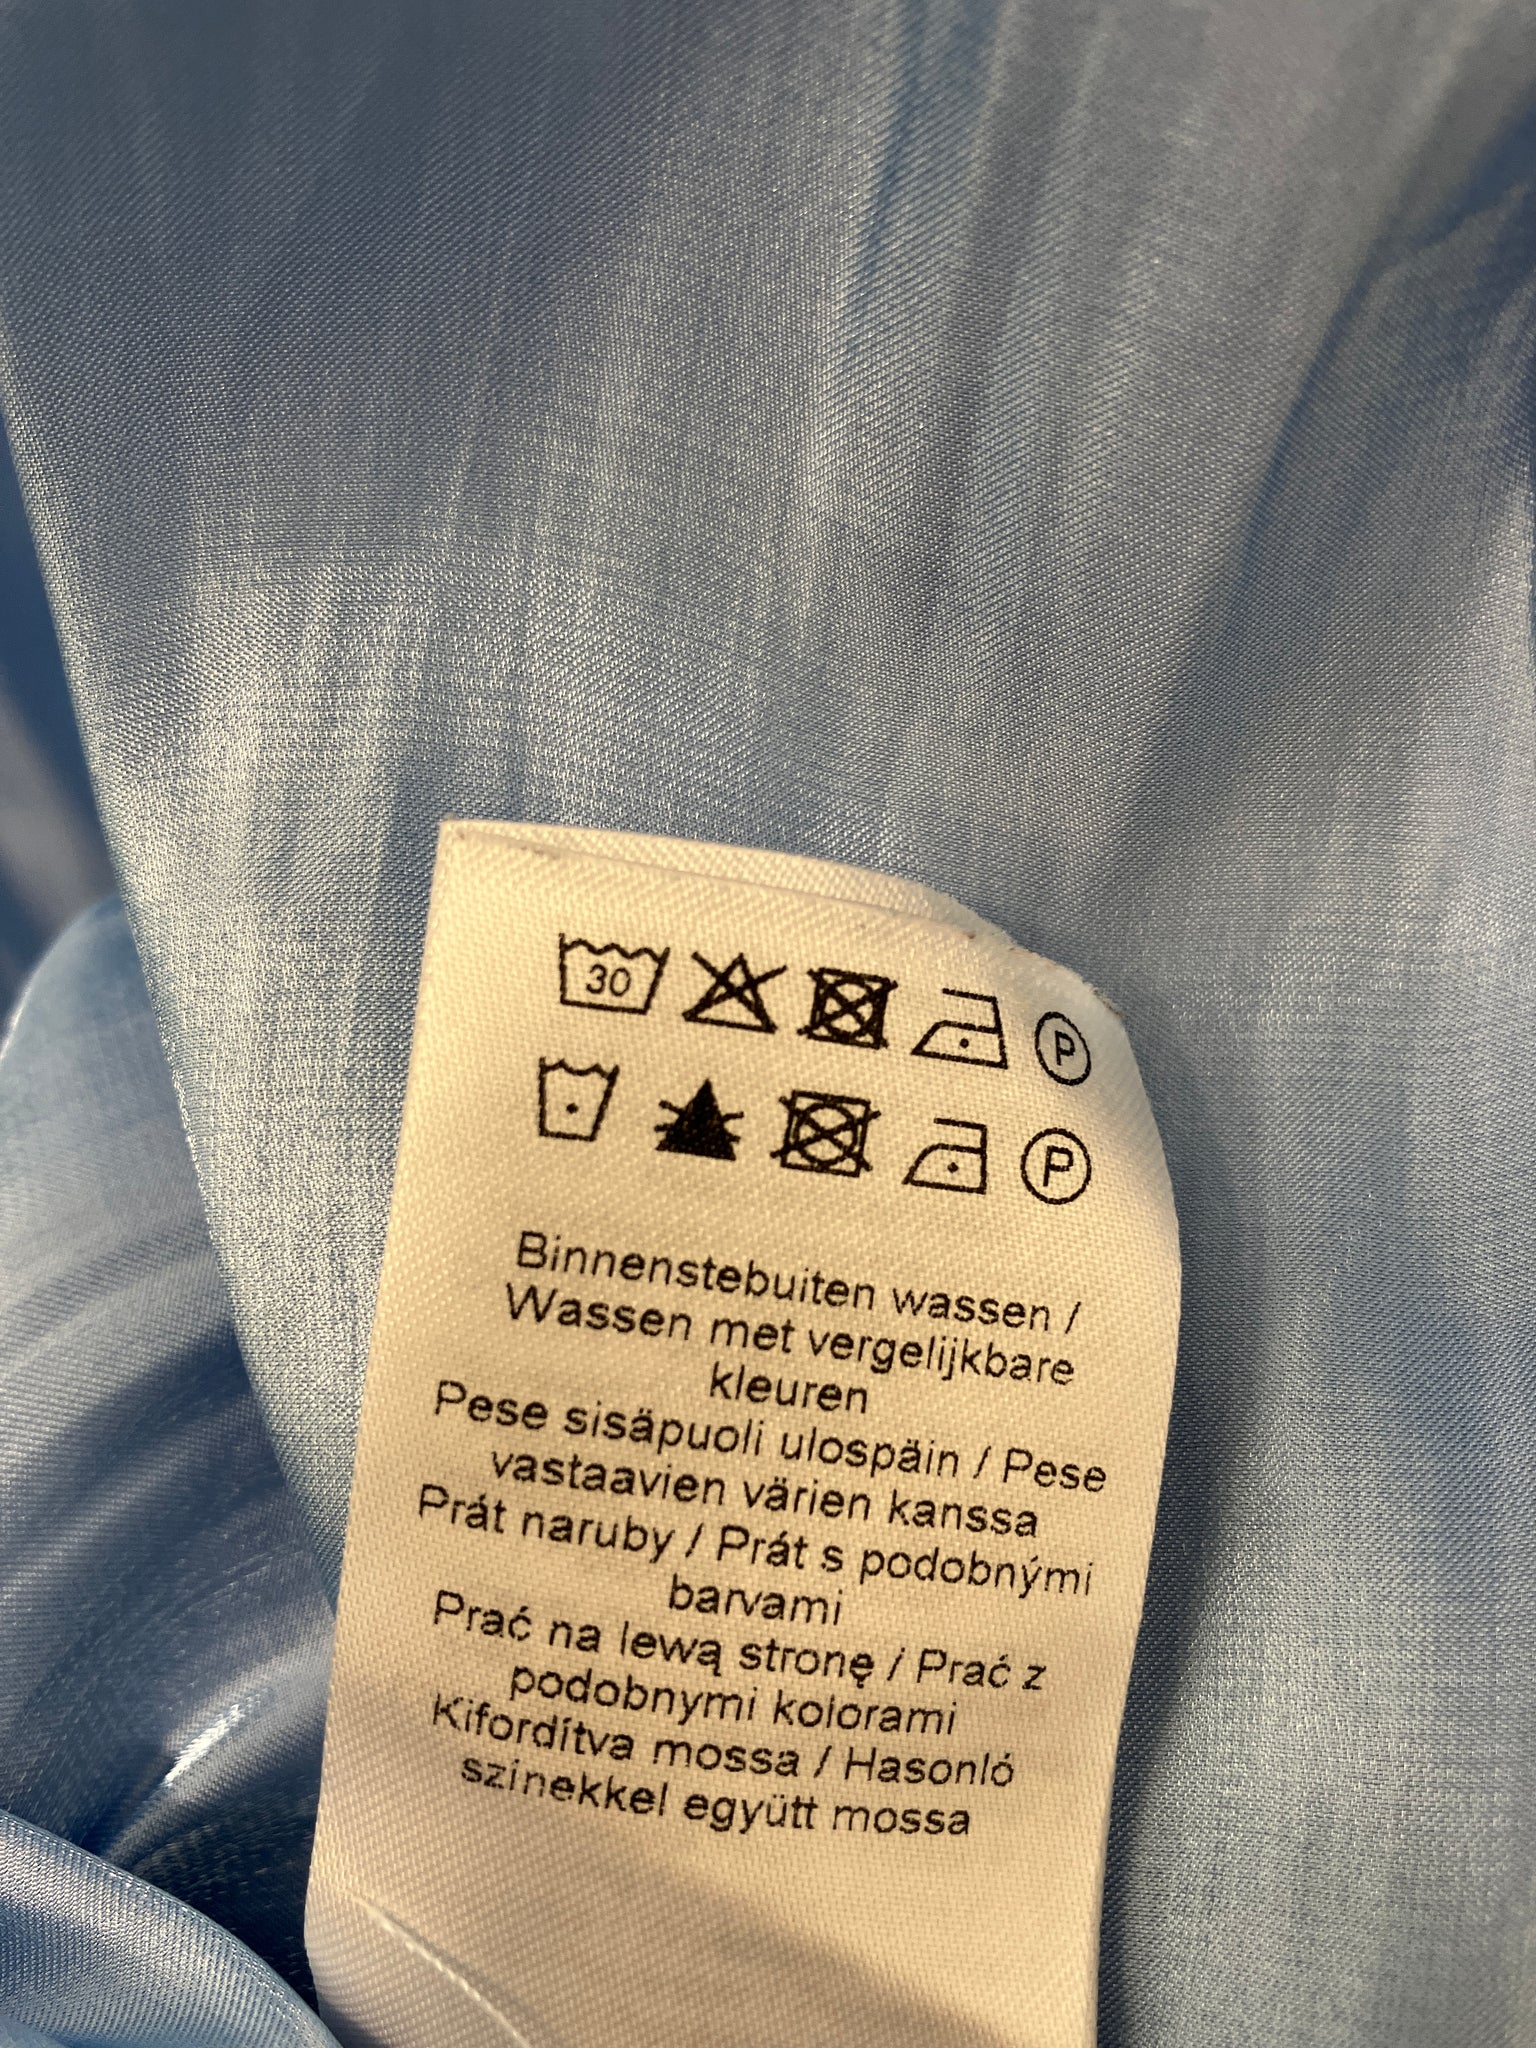 30
P
P
Binnenstebuiten wassen /
Wassen met vergelijkbare
kleuren
Pese sisäpuoli ulospäin / Pese
vastaavien värien kanssa
Prát naruby / Prát s podobnými
barvami
Prać na lewą stronę / Prać z
podobnymi kolorami
Kifordítva mossa / Hasonló
színekkel együtt mossa